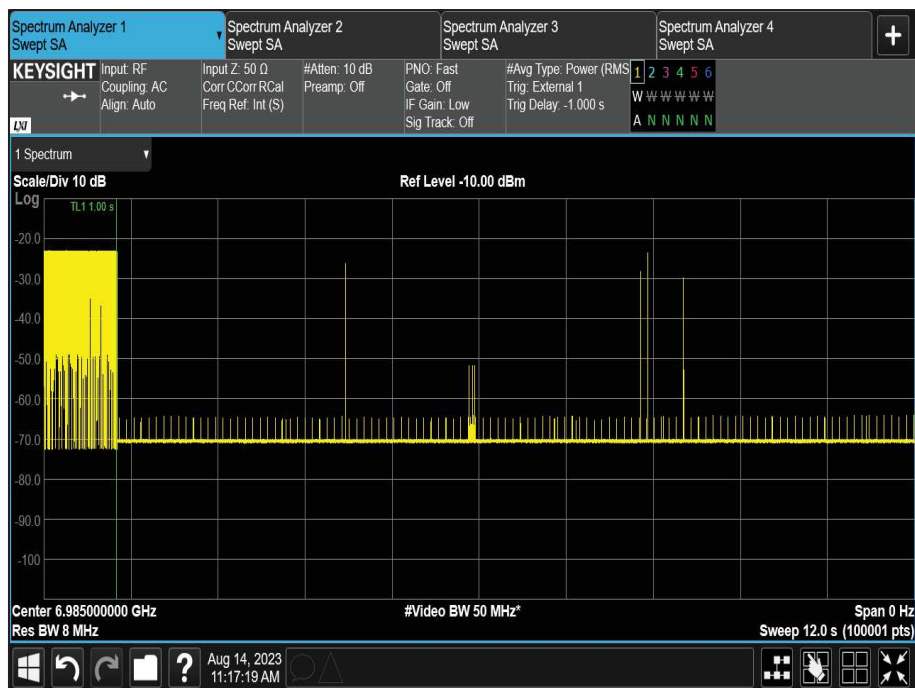 Spectrum Analyzer 1
Swept SA
Spectrum Analyzer 2
Swept SA
Spectrum Analyzer 3
Swept SA
Spectrum Analyzer 4
Swept SA
+
KEYSIGHT
LXI
Input: RF
Coupling: AC
Align: Auto
Input Z: 50 Ω
Corr CCorr RCal
Freq Ref: Int (S)
#Atten: 10 dB
Preamp: Off
PNO: Fast
Gate: Off
IF Gain: Low
Sig Track: Off
#Avg Type: Power (RMS
Trig: External 1
Trig Delay: -1.000 s
1 2 3 4 5 6
W W W W W W
A N N N N N
1 Spectrum
Scale/Div 10 dB
Ref Level -10.00 dBm
Log
TL1 1.00 s
-20.0
-30.0
-40.0
-50.0
-60.0
-70.0
-80.0
-90.0
-100
Center 6.985000000 GHz
#Video BW 50 MHz*
Span 0 Hz
Res BW 8 MHz
Sweep 12.0 s (100001 pts)
?
Aug 14, 2023
11:17:19 AM